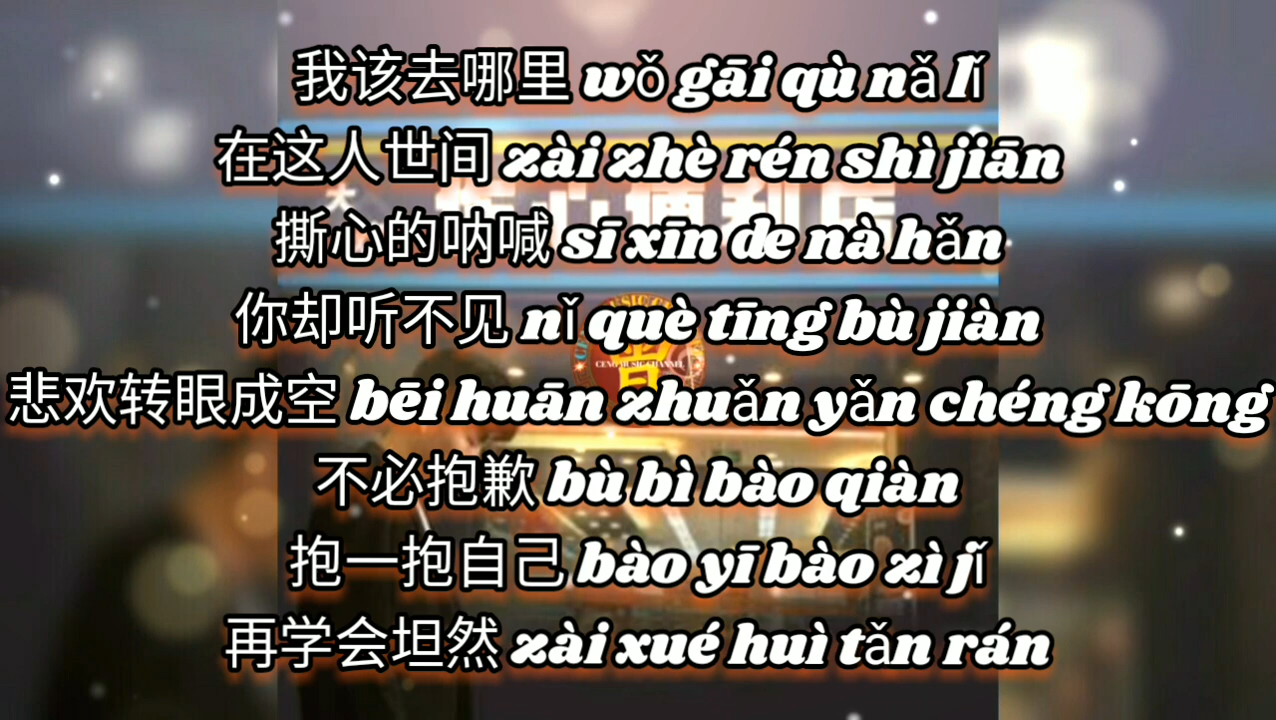 我该去哪里 wǒ gāi qù nǎ lǐ
在这人世间 zài zhè rén shì jiān
撕心的呐喊 sī xīn de nà hǎn
你却听不见 nǐ què tīng bù jiàn
CENG MUSIC CHANNEL
悲欢转眼成空 bēi huān zhuǎn yǎn chéng kōng
不必抱歉 bù bì bào qiàn
抱一抱自己 bào yī bào zì jǐ
再学会坦然 zài xué huì tǎn rán